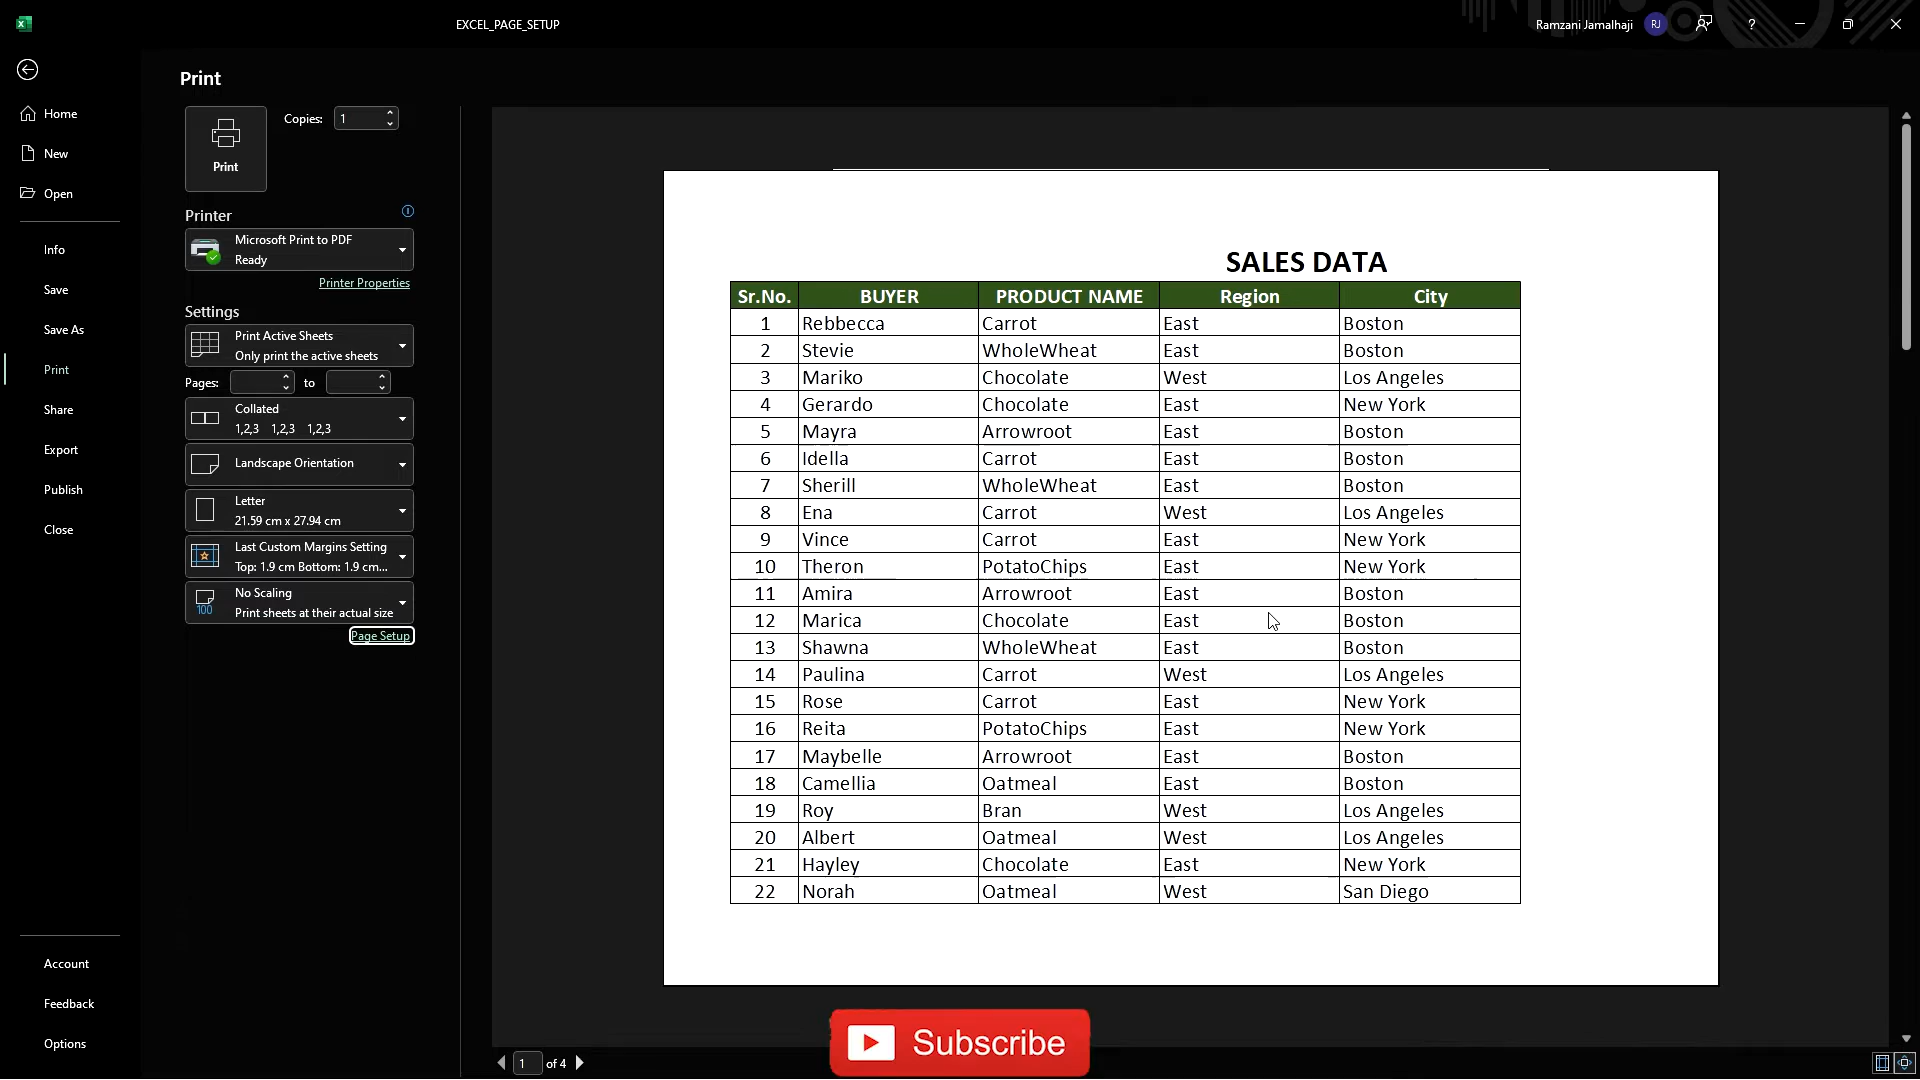 EXCEL_PAGE_SETUP
Ramzani Jamalhaji RJ ?
Print
Home
New
Open
Info
Save
Save As
Print
Share
Export
Publish
Close
Account
Feedback
Options
Print
Copies: 1
Printer
Microsoft Print to PDF
Ready
Printer Properties
Settings
Print Active Sheets
Only print the active sheets
Pages: to
Collated
1,2,3 1,2,3 1,2,3
Landscape Orientation
Letter
21.59 cm x 27.94 cm
Last Custom Margins Setting
Top: 1.9 cm Bottom: 1.9 cm...
No Scaling
100 Print sheets at their actual size
Page Setup
SALES DATA
Sr.No. BUYER PRODUCT NAME Region City
1 Rebbecca Carrot East Boston
2 Stevie WholeWheat East Boston
3 Mariko Chocolate West Los Angeles
4 Gerardo Chocolate East New York
5 Mayra Arrowroot East Boston
6 Idella Carrot East Boston
7 Sherill WholeWheat East Boston
8 Ena Carrot West Los Angeles
9 Vince Carrot East New York
10 Theron PotatoChips East New York
11 Amira Arrowroot East Boston
12 Marica Chocolate East Boston
13 Shawna WholeWheat East Boston
14 Paulina Carrot West Los Angeles
15 Rose Carrot East New York
16 Reita PotatoChips East New York
17 Maybelle Arrowroot East Boston
18 Camellia Oatmeal East Boston
19 Roy Bran West Los Angeles
20 Albert Oatmeal West Los Angeles
21 Hayley Chocolate East New York
22 Norah Oatmeal West San Diego
1 of 4
Subscribe